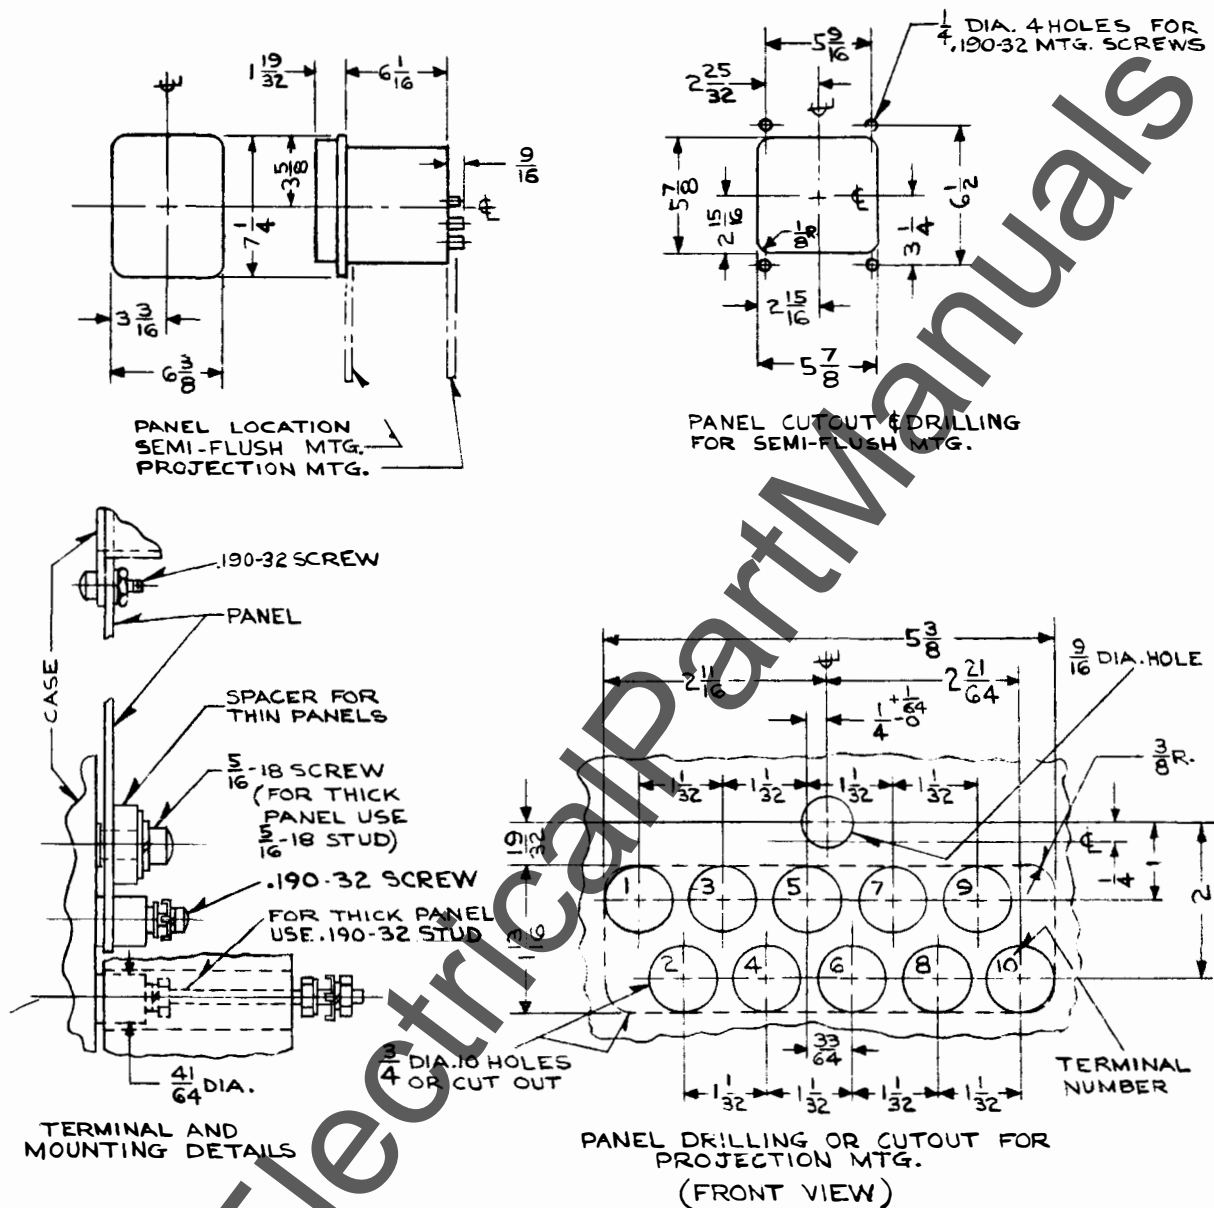 1/4 DIA. 4 HOLES FOR
.190-32 MTG. SCREWS
5 9/16
2 25/32
1 19/32
6 1/16
℄
℄
3 5/8
9/16
7 1/4
℄
3 3/16
6 3/8
5 7/8
2 15/16
1/8 R
℄
6 1/2
3 1/4
2 15/16
5 7/8
PANEL LOCATION
SEMI-FLUSH MTG.
PROJECTION MTG.
PANEL CUTOUT & DRILLING
FOR SEMI-FLUSH MTG.
.190-32 SCREW
PANEL
CASE
SPACER FOR
THIN PANELS
5/16-18 SCREW
(FOR THICK
PANEL USE
5/16-18 STUD)
.190-32 SCREW
FOR THICK PANEL
USE .190-32 STUD
41/64 DIA.
TERMINAL AND
MOUNTING DETAILS
5 3/8
℄
2 11/16
2 21/64
9/16 DIA. HOLE
1/4 +1/64 -0
3/8 R.
1 1/32
1 1/32
1 1/32
1 1/32
19/32
℄
1/4
1
2
1 3/16
1
3
5
7
9
2
4
6
8
10
3/4 DIA. 10 HOLES
OR CUT OUT
33/64
1 1/32
1 1/32
1 1/32
1 1/32
TERMINAL
NUMBER
PANEL DRILLING OR CUTOUT FOR
PROJECTION MTG.
(FRONT VIEW)
ElectricalPartManuals